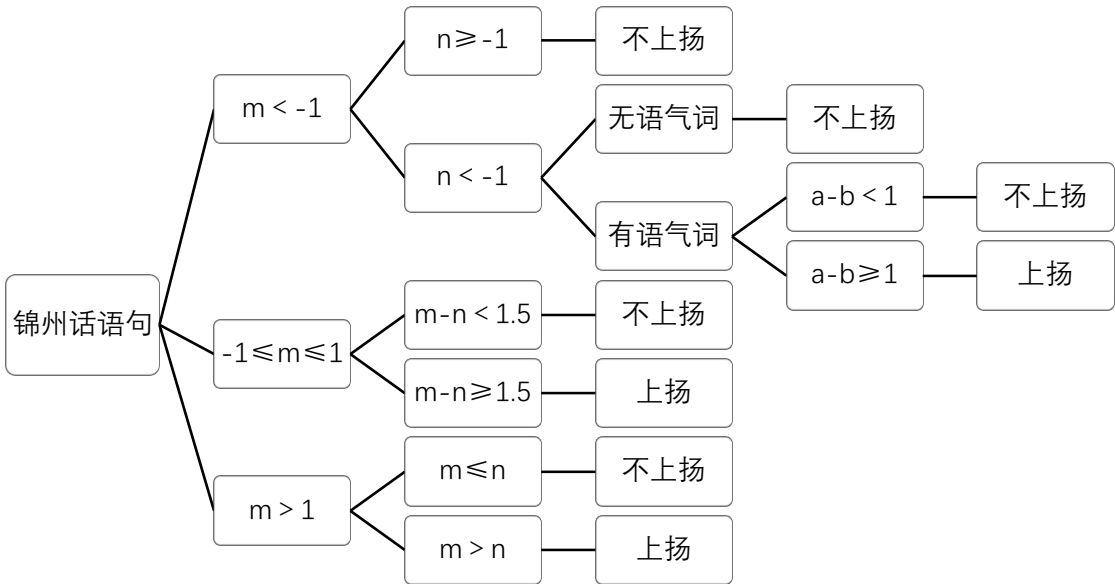 锦州话语句
m < -1
n≥-1
不上扬
n < -1
无语气词
不上扬
有语气词
a-b < 1
不上扬
a-b≥1
上扬
-1≤m≤1
m-n < 1.5
不上扬
m-n≥1.5
上扬
m > 1
m≤n
不上扬
m > n
上扬